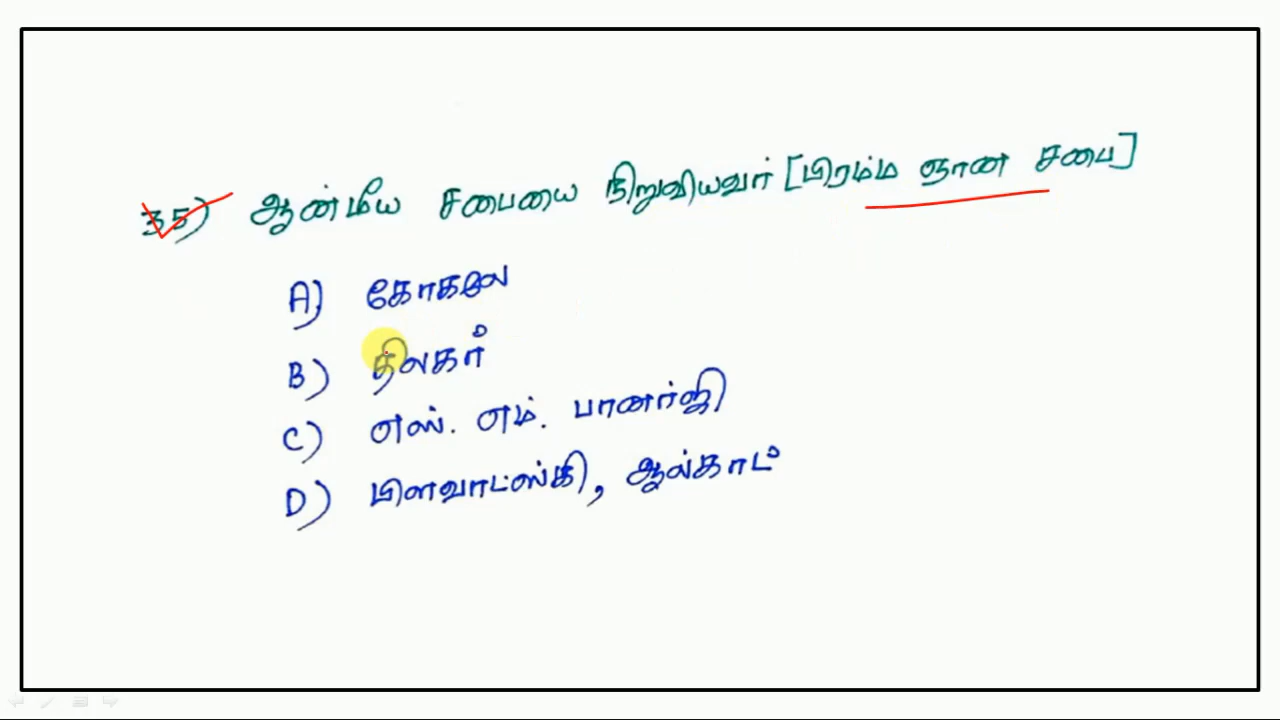 35) ஆன்மீய சபையை நிறுவியவர் [பிரம்ம ஞான சபை]
A) கோகலே
B) திலகர்
C) எஸ். எம். பானர்ஜி
D) பிளவாட்ஸ்கி, ஆல்காட்